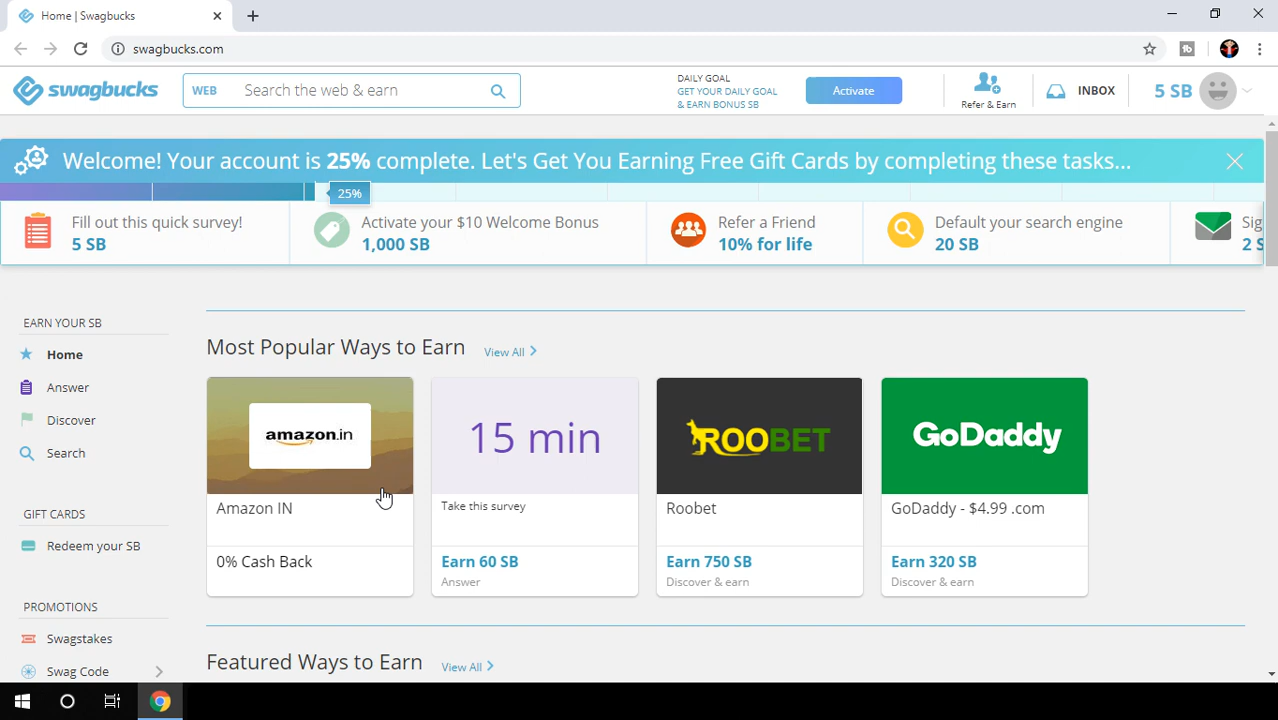 Home | Swagbucks
swagbucks.com
swagbucks
WEB Search the web & earn
DAILY GOAL
GET YOUR DAILY GOAL
& EARN BONUS SB
Activate
Refer & Earn
INBOX
5 SB
Welcome! Your account is 25% complete. Let's Get You Earning Free Gift Cards by completing these tasks...
25%
Fill out this quick survey!
5 SB
Activate your $10 Welcome Bonus
1,000 SB
Refer a Friend
10% for life
Default your search engine
20 SB
EARN YOUR SB
Home
Answer
Discover
Search
GIFT CARDS
Redeem your SB
PROMOTIONS
Swagstakes
Swag Code
Most Popular Ways to Earn View All
amazon.in
Amazon IN
0% Cash Back
15 min
Take this survey
Earn 60 SB
Answer
ROOBET
Roobet
Earn 750 SB
Discover & earn
GoDaddy
GoDaddy - $4.99 .com
Earn 320 SB
Discover & earn
Featured Ways to Earn View All